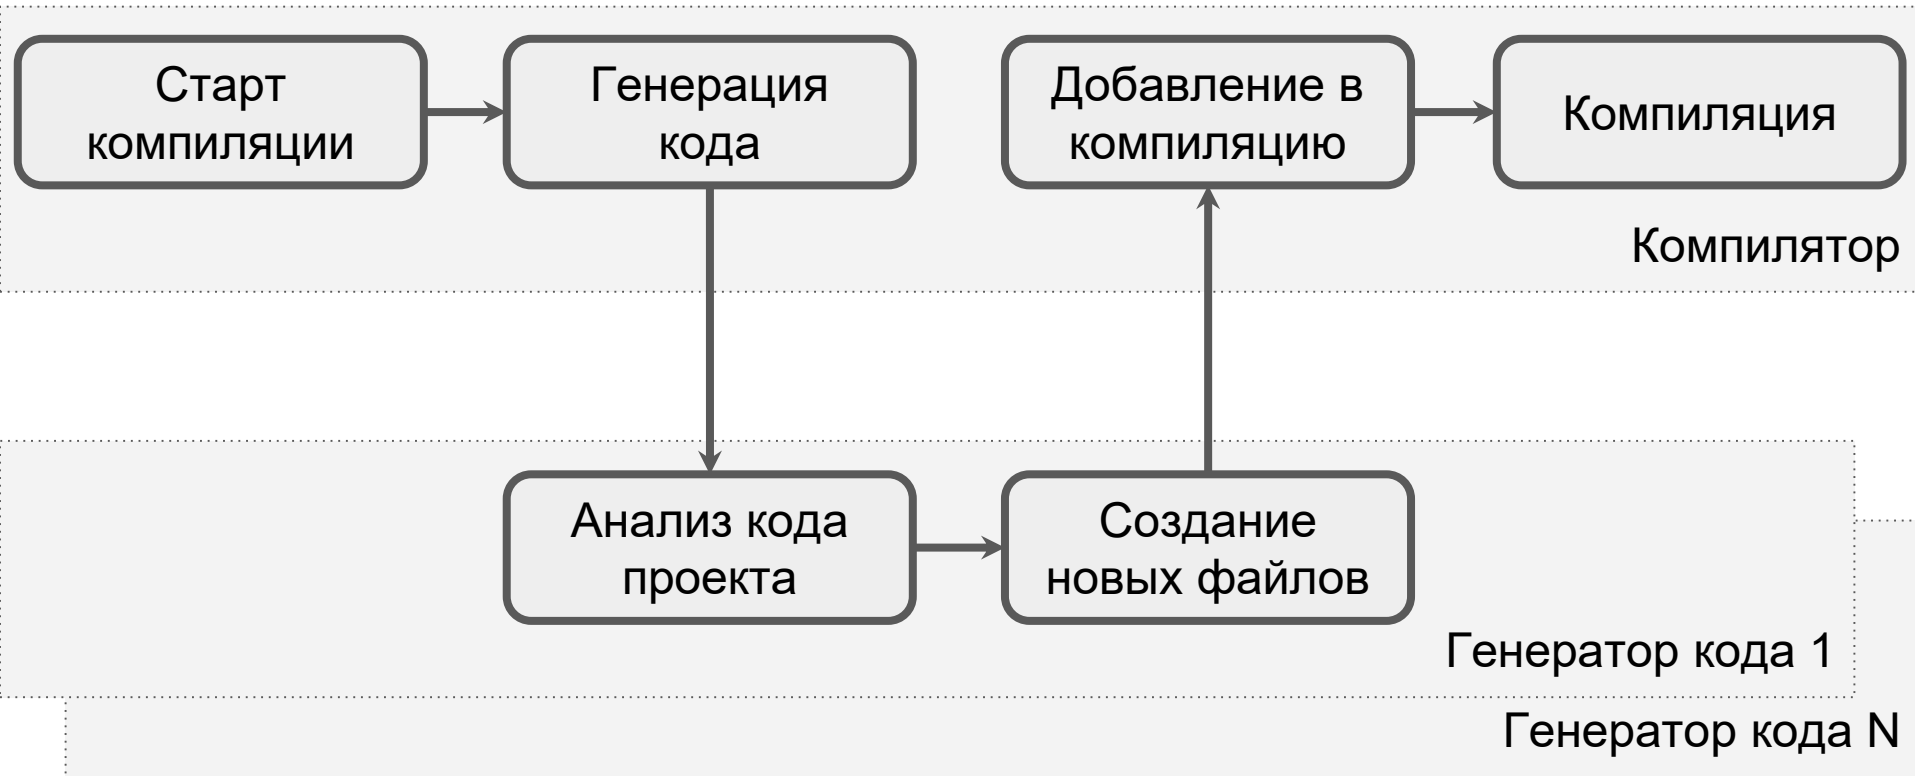 Старт
компиляции
Генерация
кода
Добавление в
компиляцию
Компиляция
Компилятор
Анализ кода
проекта
Создание
новых файлов
Генератор кода 1
Генератор кода N